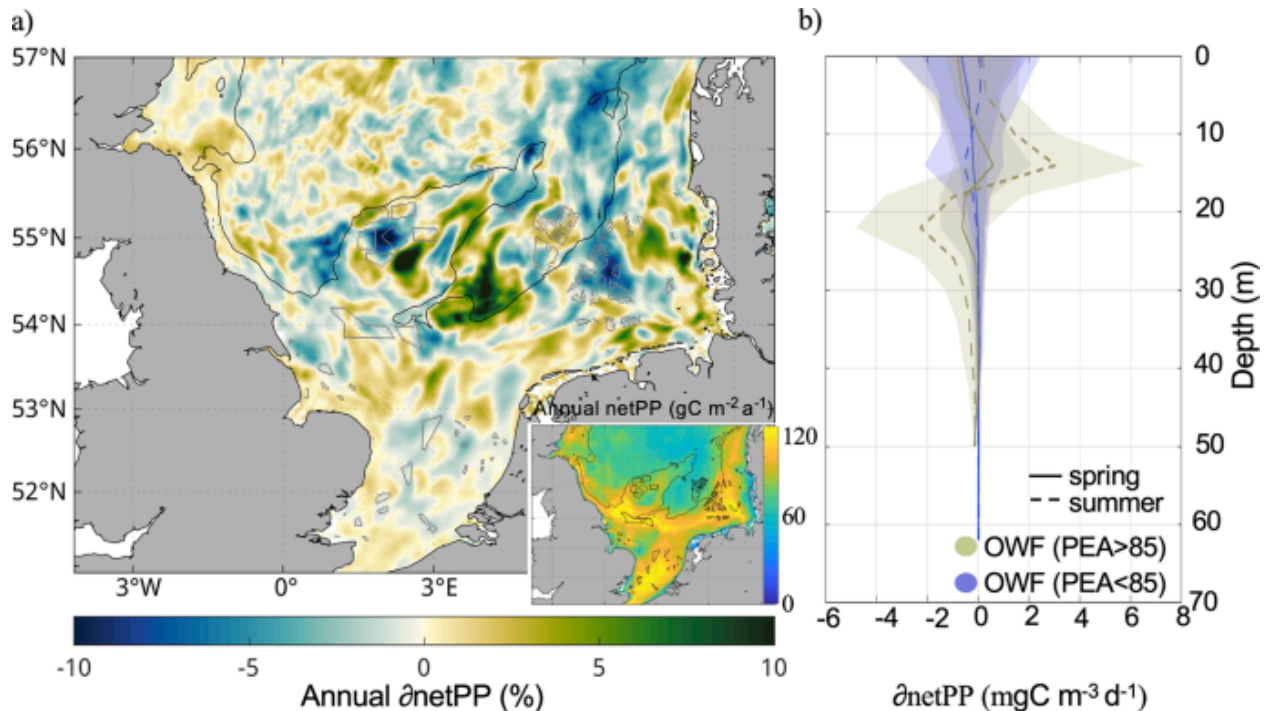 a)
57°N
56°N
55°N
54°N
53°N
52°N
3°W
0°
3°E
Annual netPP (gC m⁻² a⁻¹)
120
60
0
-10
-5
0
5
10
Annual ∂netPP (%)
b)
0
10
20
30
40
50
60
70
Depth (m)
spring
summer
OWF (PEA>85)
OWF (PEA<85)
-6
-4
-2
0
2
4
6
8
∂netPP (mgC m⁻³ d⁻¹)